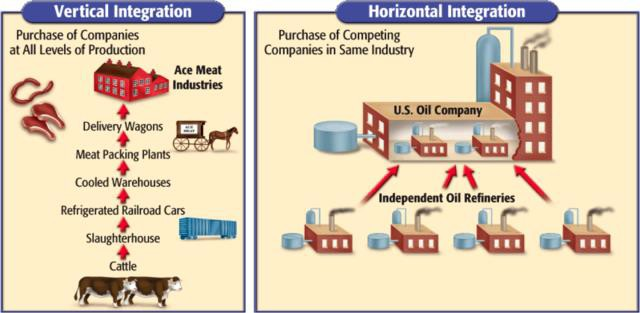 Vertical Integration
Purchase of Companies
at All Levels of Production
Ace Meat
Industries
Delivery Wagons
ACE
MEAT
Meat Packing Plants
Cooled Warehouses
Refrigerated Railroad Cars
Slaughterhouse
Cattle
Horizontal Integration
Purchase of Competing
Companies in Same Industry
U.S. Oil Company
Independent Oil Refineries